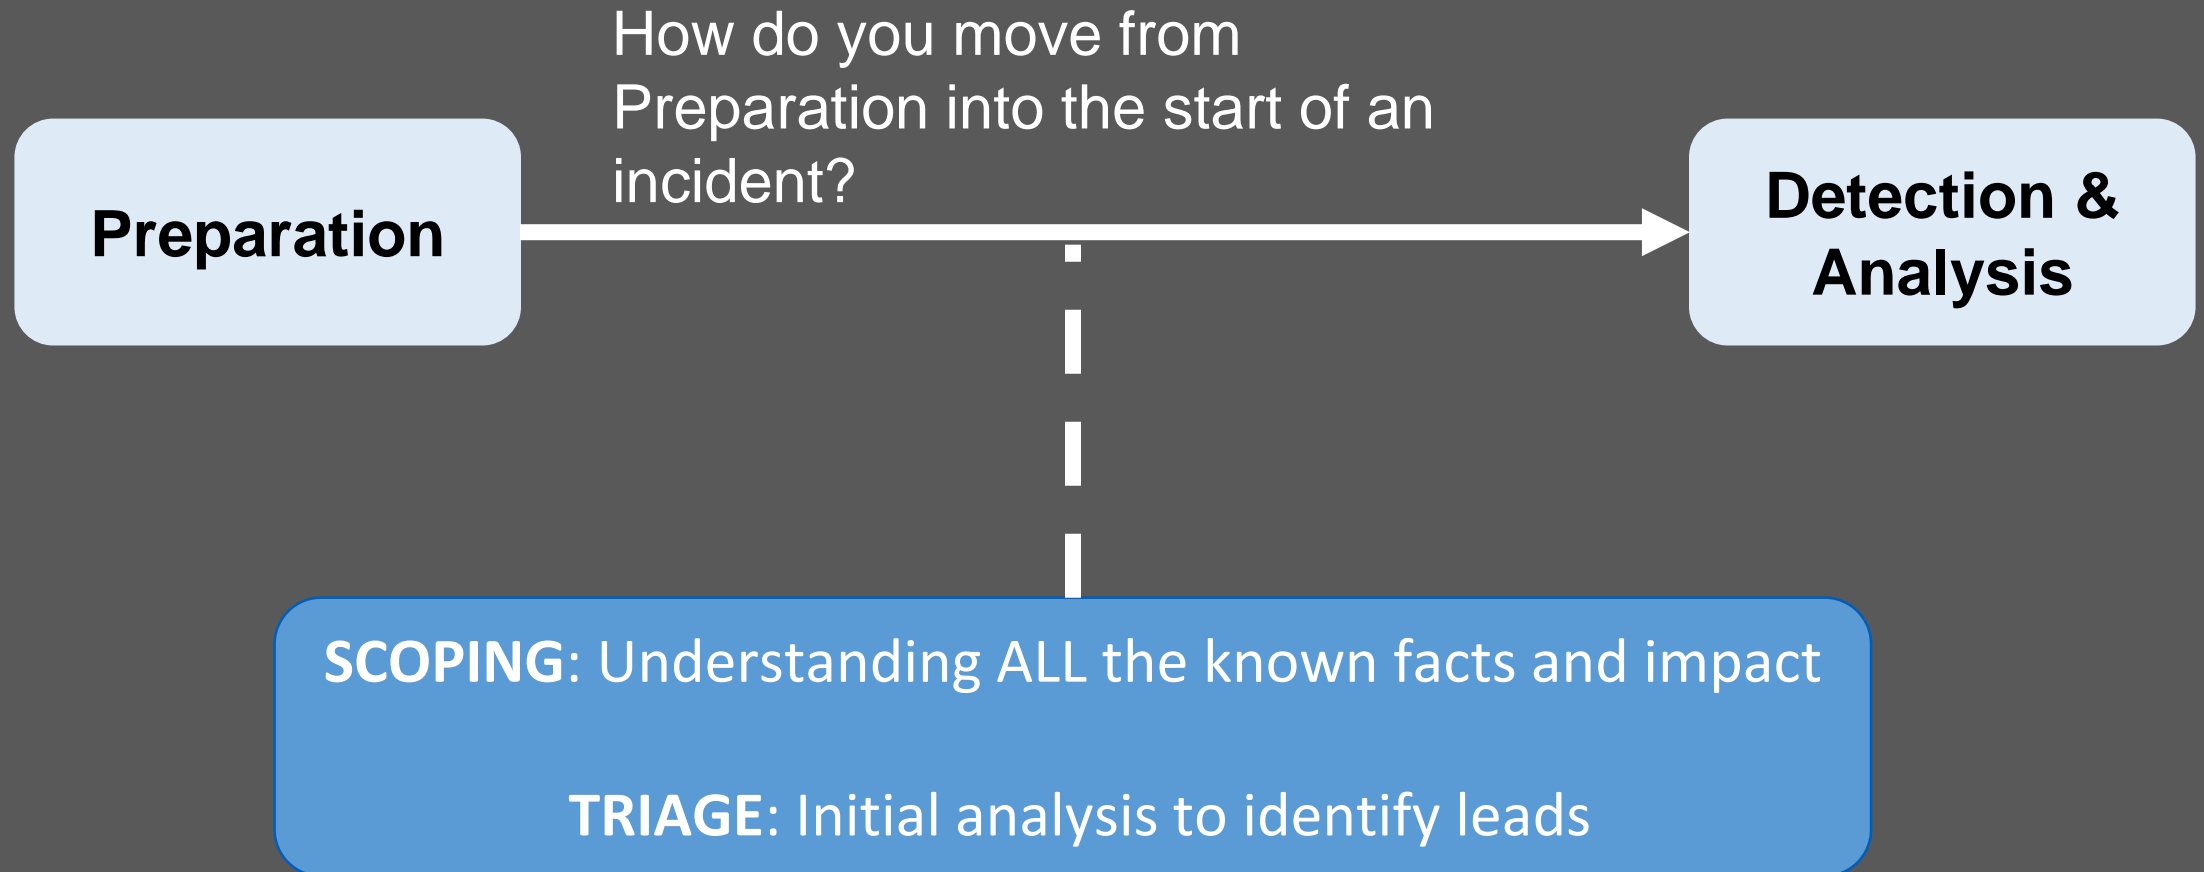 How do you move from
Preparation into the start of an
incident?
Preparation
Detection &
Analysis
SCOPING: Understanding ALL the known facts and impact
TRIAGE: Initial analysis to identify leads